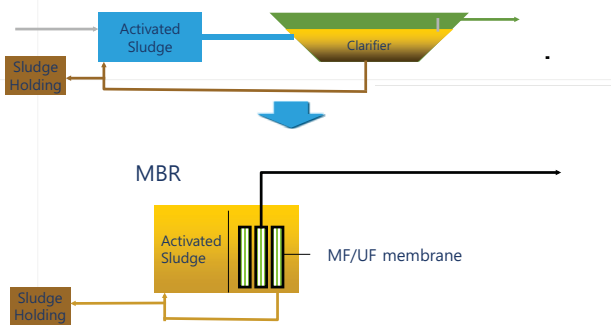 Activated
Sludge
Clarifier
Sludge
Holding
MBR
Activated
Sludge
MF/UF membrane
Sludge
Holding